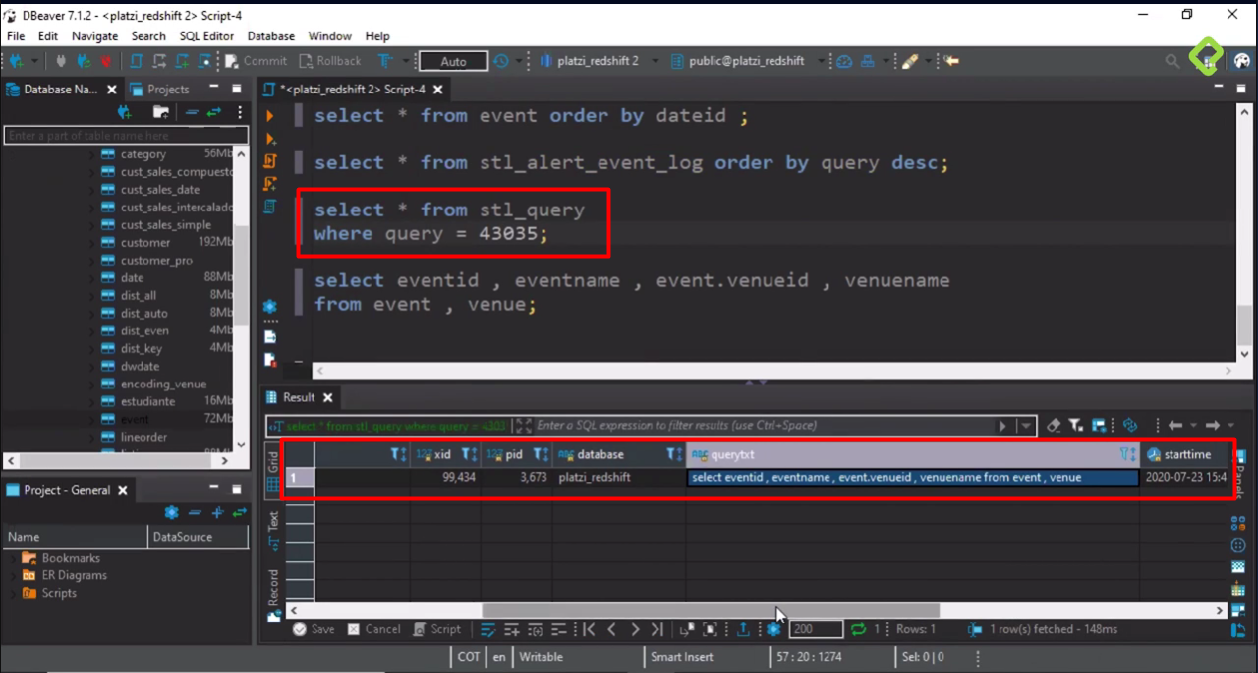 DBeaver 7.1.2 - <platzi_redshift 2> Script-4
File Edit Navigate Search SQL Editor Database Window Help
Commit Rollback Auto platzi_redshift 2 public@platzi_redshift
Database Na... Projects
*<platzi_redshift 2> Script-4
Enter a part of table name here
category 56Mb
cust_sales_compuesto
cust_sales_date
cust_sales_intercalado
cust_sales_simple
customer 192Mb
customer_pro
date 88Mb
dist_all 8Mb
dist_auto 8Mb
dist_even 4Mb
dist_key 4Mb
dwdate
encoding_venue
estudiante 16Mb
event 72Mb
lineorder
select * from event order by dateid ;
select * from stl_alert_event_log order by query desc;
select * from stl_query
where query = 43035;
select eventid , eventname , event.venueid , venuename
from event , venue;
Project - General
Name DataSource
Bookmarks
ER Diagrams
Scripts
Result
select * from stl_query where query = 4303
Enter a SQL expression to filter results (use Ctrl+Space)
Grid
Text
Record
Panels
123 xid 123 pid ABC database ABC querytxt starttime
1 99,434 3,673 platzi_redshift select eventid , eventname , event.venueid , venuename from event , venue 2020-07-23 15:4
Save Cancel Script 200 1 Rows: 1 1 row(s) fetched - 148ms
COT en Writable Smart Insert 57 : 20 : 1274 Sel: 0 | 0